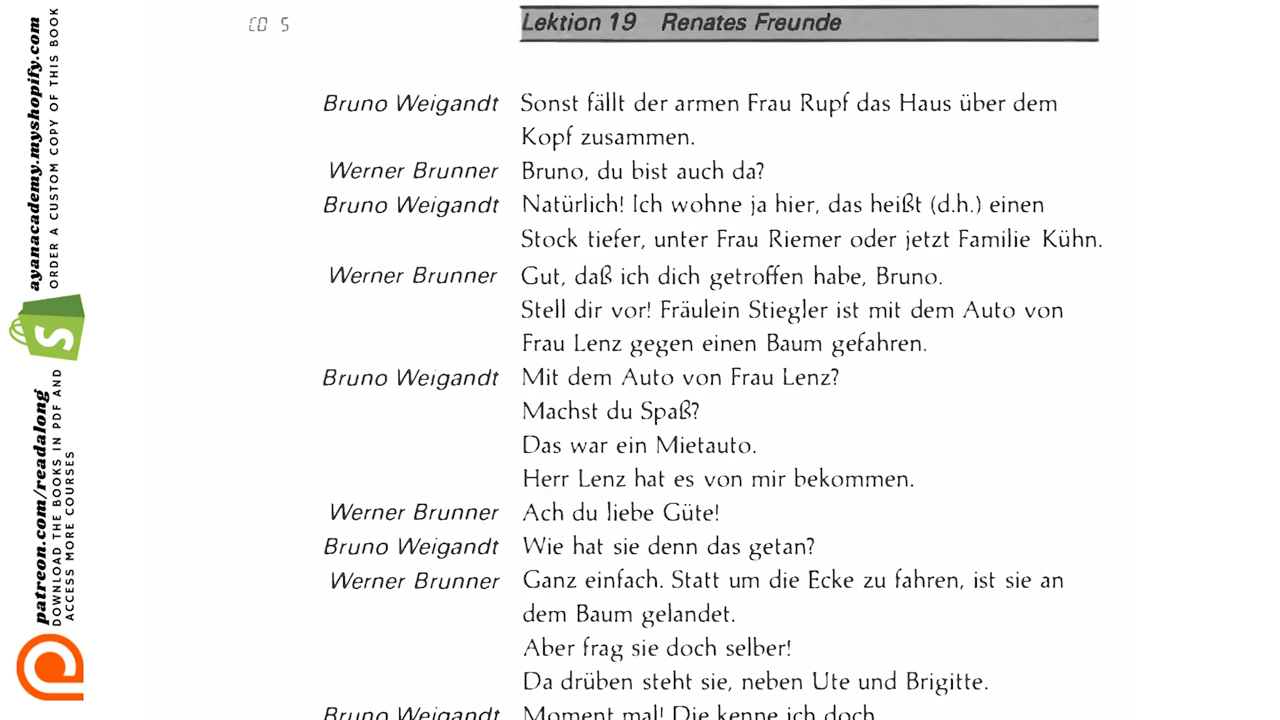 CD 5
Lektion 19 Renates Freunde
Bruno Weigandt Sonst fällt der armen Frau Rupf das Haus über dem
Kopf zusammen.
Werner Brunner Bruno, du bist auch da?
Bruno Weigandt Natürlich! Ich wohne ja hier, das heißt (d.h.) einen
Stock tiefer, unter Frau Riemer oder jetzt Familie Kühn.
Werner Brunner Gut, daß ich dich getroffen habe, Bruno.
Stell dir vor! Fräulein Stiegler ist mit dem Auto von
Frau Lenz gegen einen Baum gefahren.
Bruno Weigandt Mit dem Auto von Frau Lenz?
Machst du Spaß?
Das war ein Mietauto.
Herr Lenz hat es von mir bekommen.
Werner Brunner Ach du liebe Güte!
Bruno Weigandt Wie hat sie denn das getan?
Werner Brunner Ganz einfach. Statt um die Ecke zu fahren, ist sie an
dem Baum gelandet.
Aber frag sie doch selber!
Da drüben steht sie, neben Ute und Brigitte.
Bruno Weigandt Moment mal! Die kenne ich doch
ayanacademy.myshopify.com
ORDER A CUSTOM COPY OF THIS BOOK
patreon.com/readalong
DOWNLOAD THE BOOKS IN PDF AND
ACCESS MORE COURSES